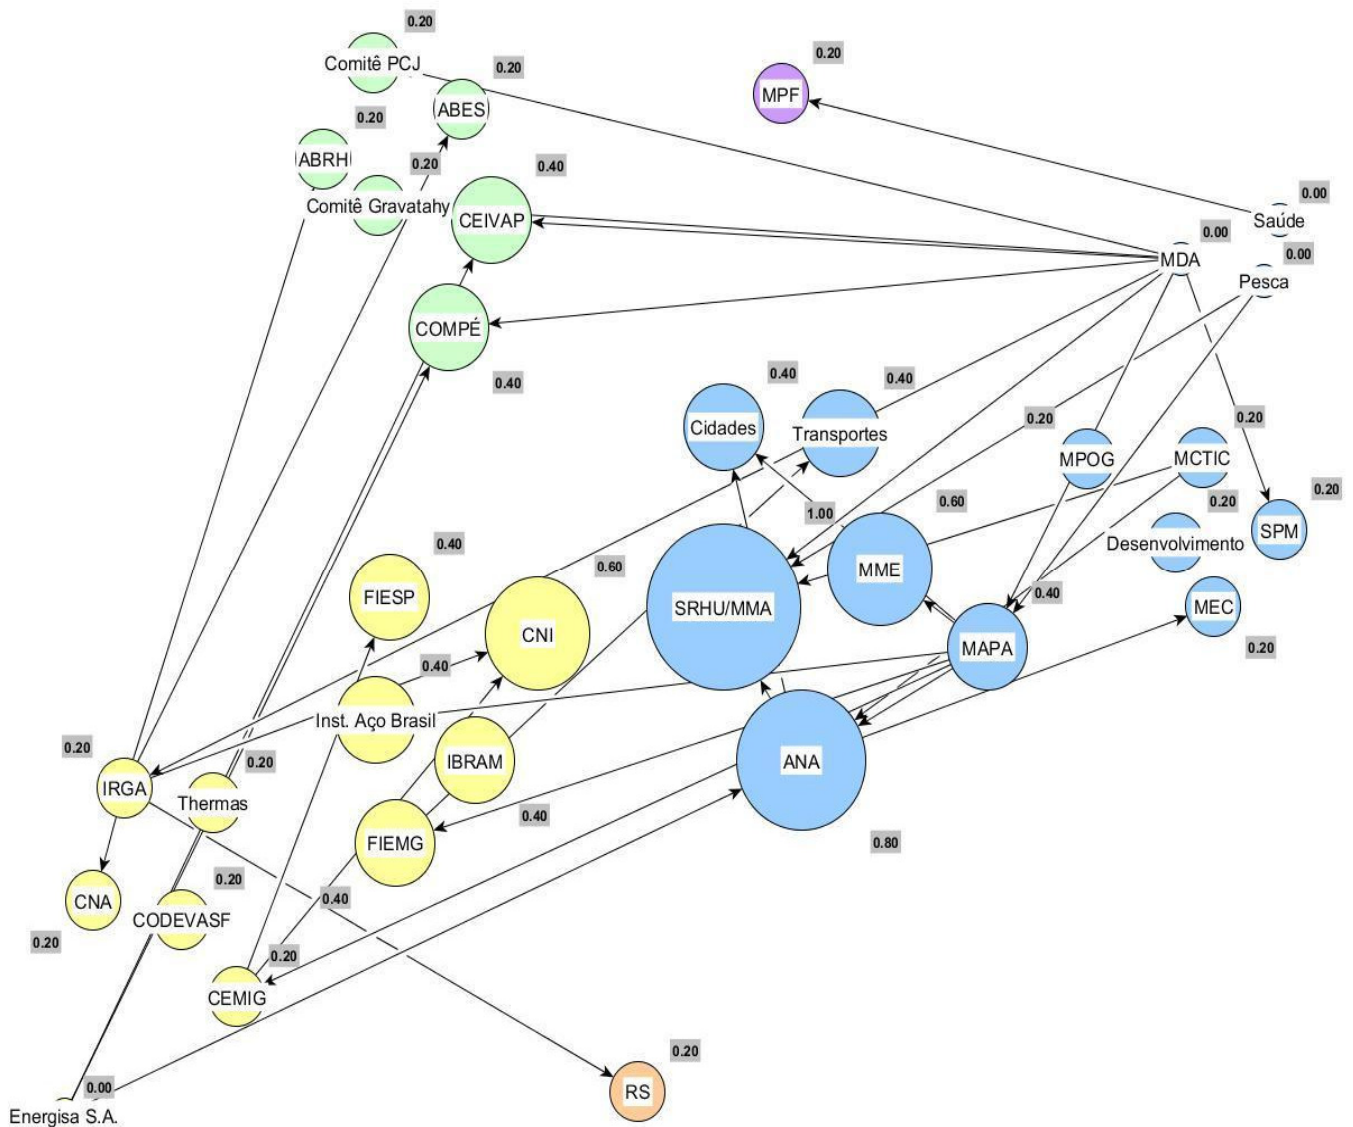 0.20
Comitê PCJ
0.20
MPF
0.20
ABES
0.20
ABRH
0.20
0.40
Comitê Gravatahy
CEIVAP
0.00
Saúde
0.00
MDA
0.00
Pesca
COMPÉ
0.40
0.40
0.40
Cidades
Transportes
0.20
0.20
MPOG
MCTIC
0.20
0.20
0.60
1.00
SPM
Desenvolvimento
0.40
0.60
FIESP
CNI
SRHU/MMA
MME
0.40
MEC
0.20
MAPA
0.40
Inst. Aço Brasil
0.20
0.20
IBRAM
ANA
IRGA
Thermas
0.40
FIEMG
0.80
0.20
CNA
0.40
CODEVASF
0.20
0.20
CEMIG
0.20
RS
0.00
Energisa S.A.